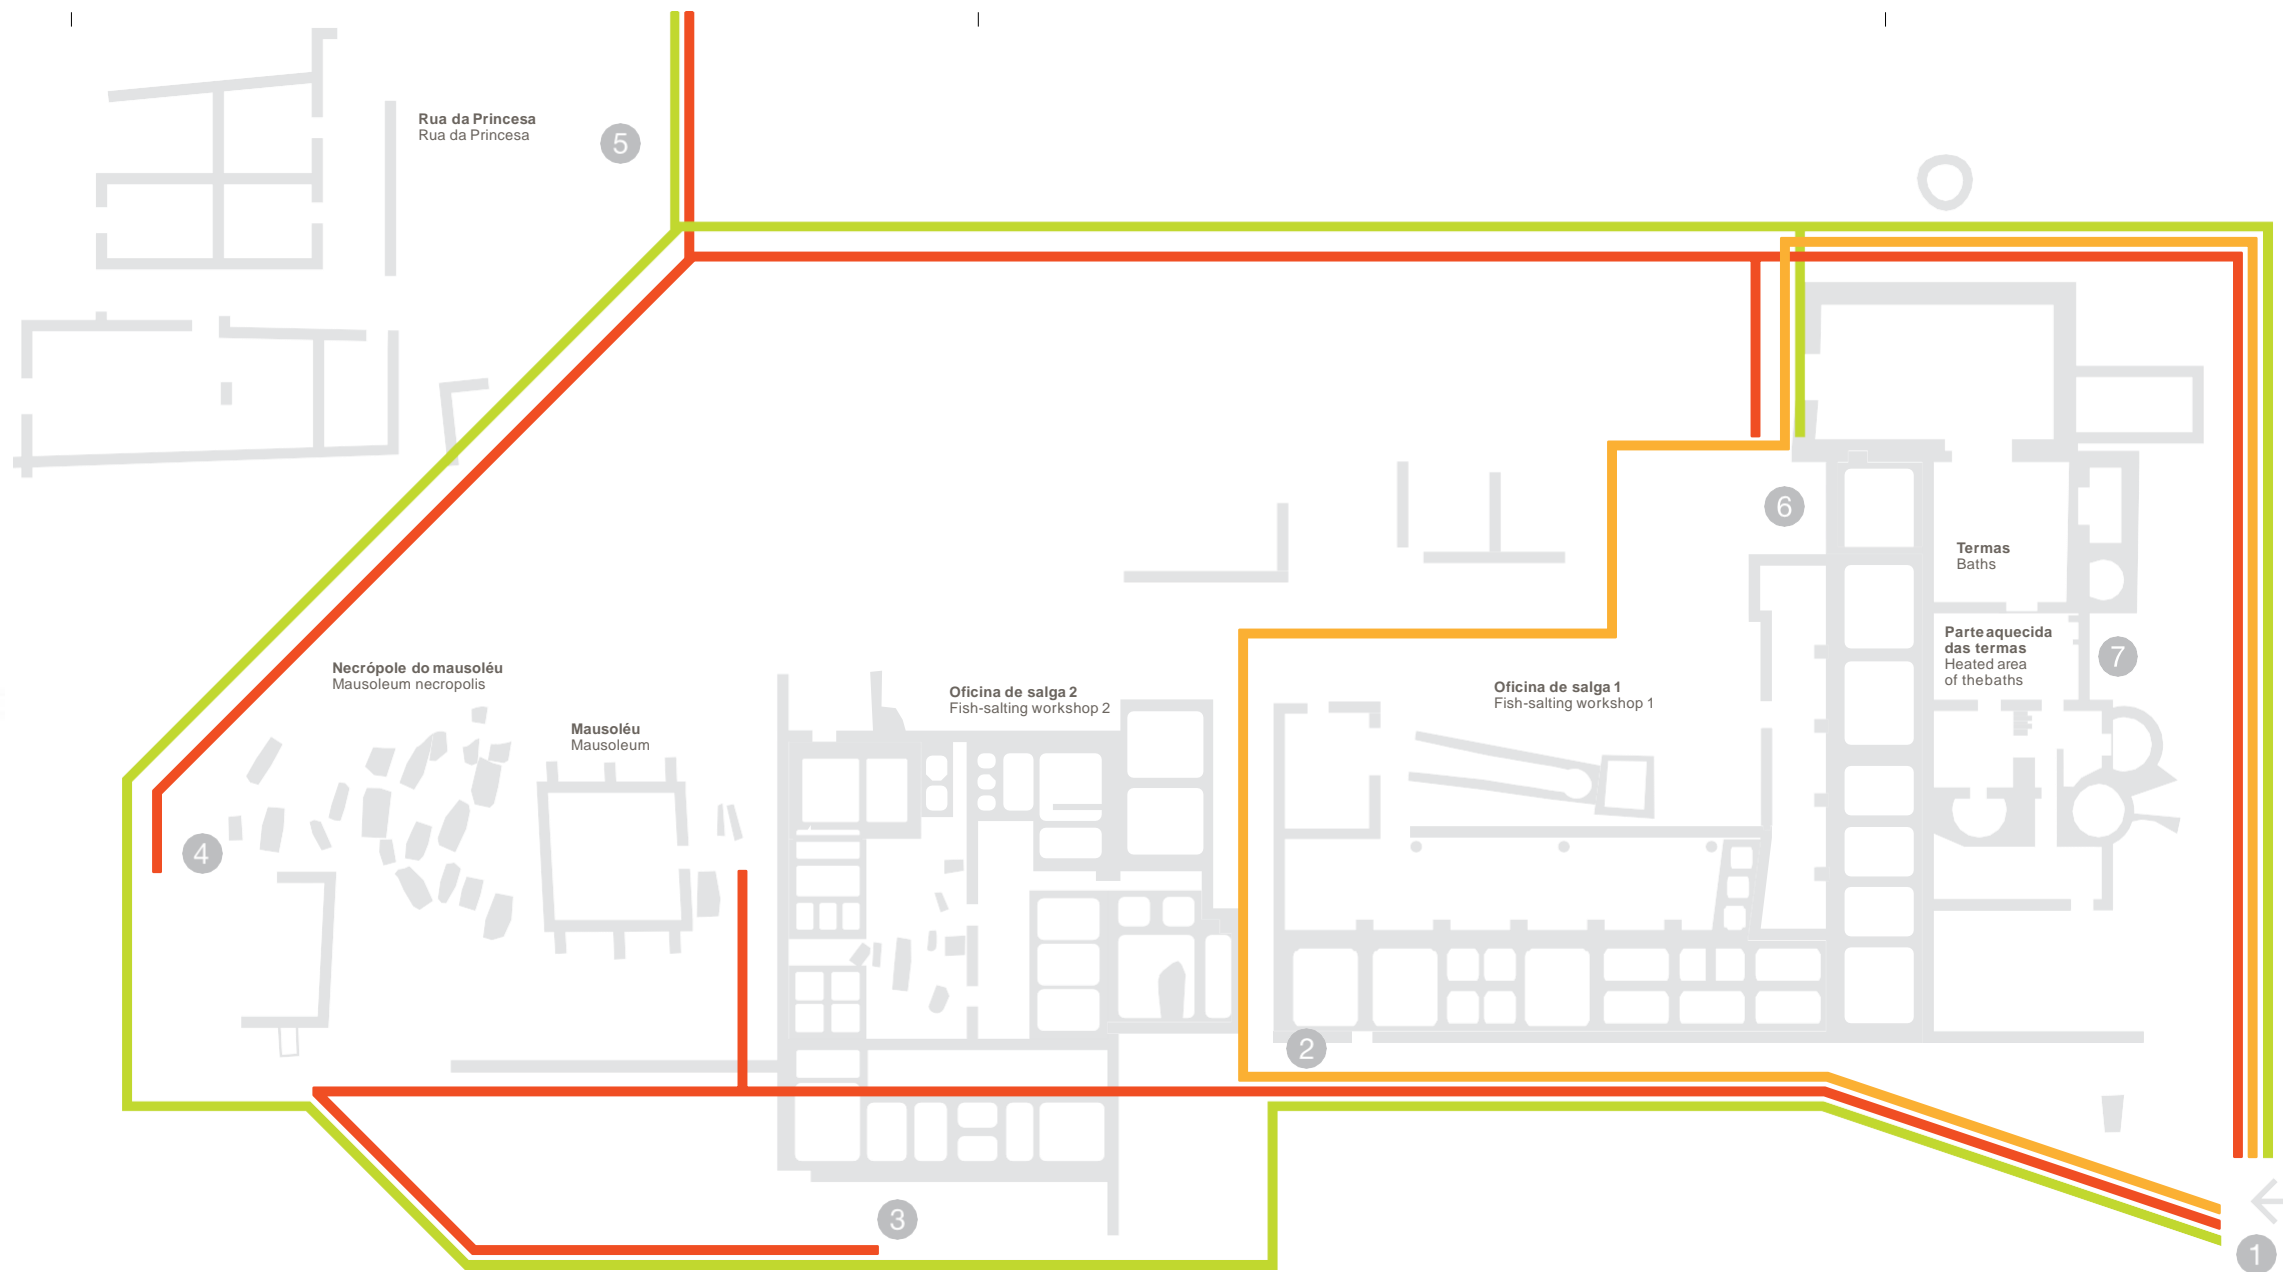 Rua da Princesa
Rua da Princesa
5
6
Termas
Baths
Parte aquecida
das termas
Heated area
of thebaths
7
Necrópole do mausoléu
Mausoleum necropolis
Mausoléu
Mausoleum
Oficina de salga 2
Fish-salting workshop 2
Oficina de salga 1
Fish-salting workshop 1
4
2
3
1